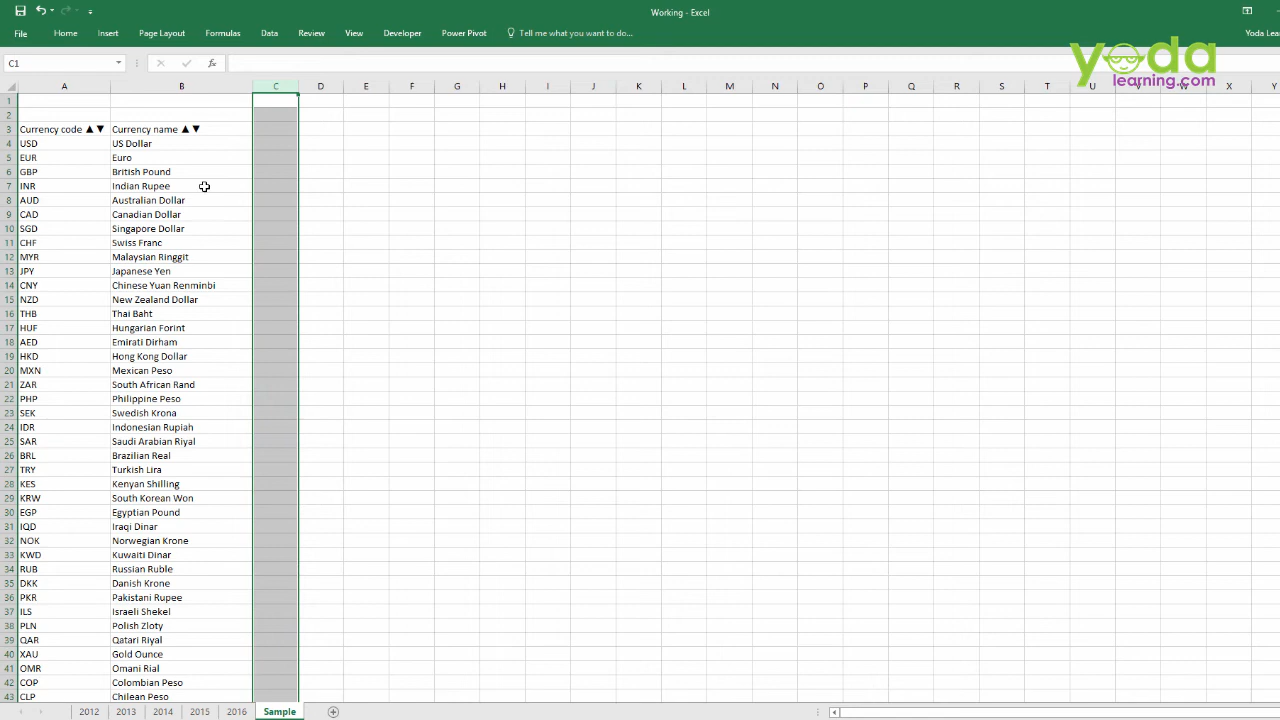 Working - Excel
File Home Insert Page Layout Formulas Data Review View Developer Power Pivot Tell me what you want to do... Yoda Lear
yoda
learning.com
C1 fx
A B C D E F G H I J K L M N O P Q R S T U V W X Y
1
2
3 Currency code ▲▼ Currency name ▲▼
4 USD US Dollar
5 EUR Euro
6 GBP British Pound
7 INR Indian Rupee
8 AUD Australian Dollar
9 CAD Canadian Dollar
10 SGD Singapore Dollar
11 CHF Swiss Franc
12 MYR Malaysian Ringgit
13 JPY Japanese Yen
14 CNY Chinese Yuan Renminbi
15 NZD New Zealand Dollar
16 THB Thai Baht
17 HUF Hungarian Forint
18 AED Emirati Dirham
19 HKD Hong Kong Dollar
20 MXN Mexican Peso
21 ZAR South African Rand
22 PHP Philippine Peso
23 SEK Swedish Krona
24 IDR Indonesian Rupiah
25 SAR Saudi Arabian Riyal
26 BRL Brazilian Real
27 TRY Turkish Lira
28 KES Kenyan Shilling
29 KRW South Korean Won
30 EGP Egyptian Pound
31 IQD Iraqi Dinar
32 NOK Norwegian Krone
33 KWD Kuwaiti Dinar
34 RUB Russian Ruble
35 DKK Danish Krone
36 PKR Pakistani Rupee
37 ILS Israeli Shekel
38 PLN Polish Zloty
39 QAR Qatari Riyal
40 XAU Gold Ounce
41 OMR Omani Rial
42 COP Colombian Peso
43 CLP Chilean Peso
2012 2013 2014 2015 2016 Sample